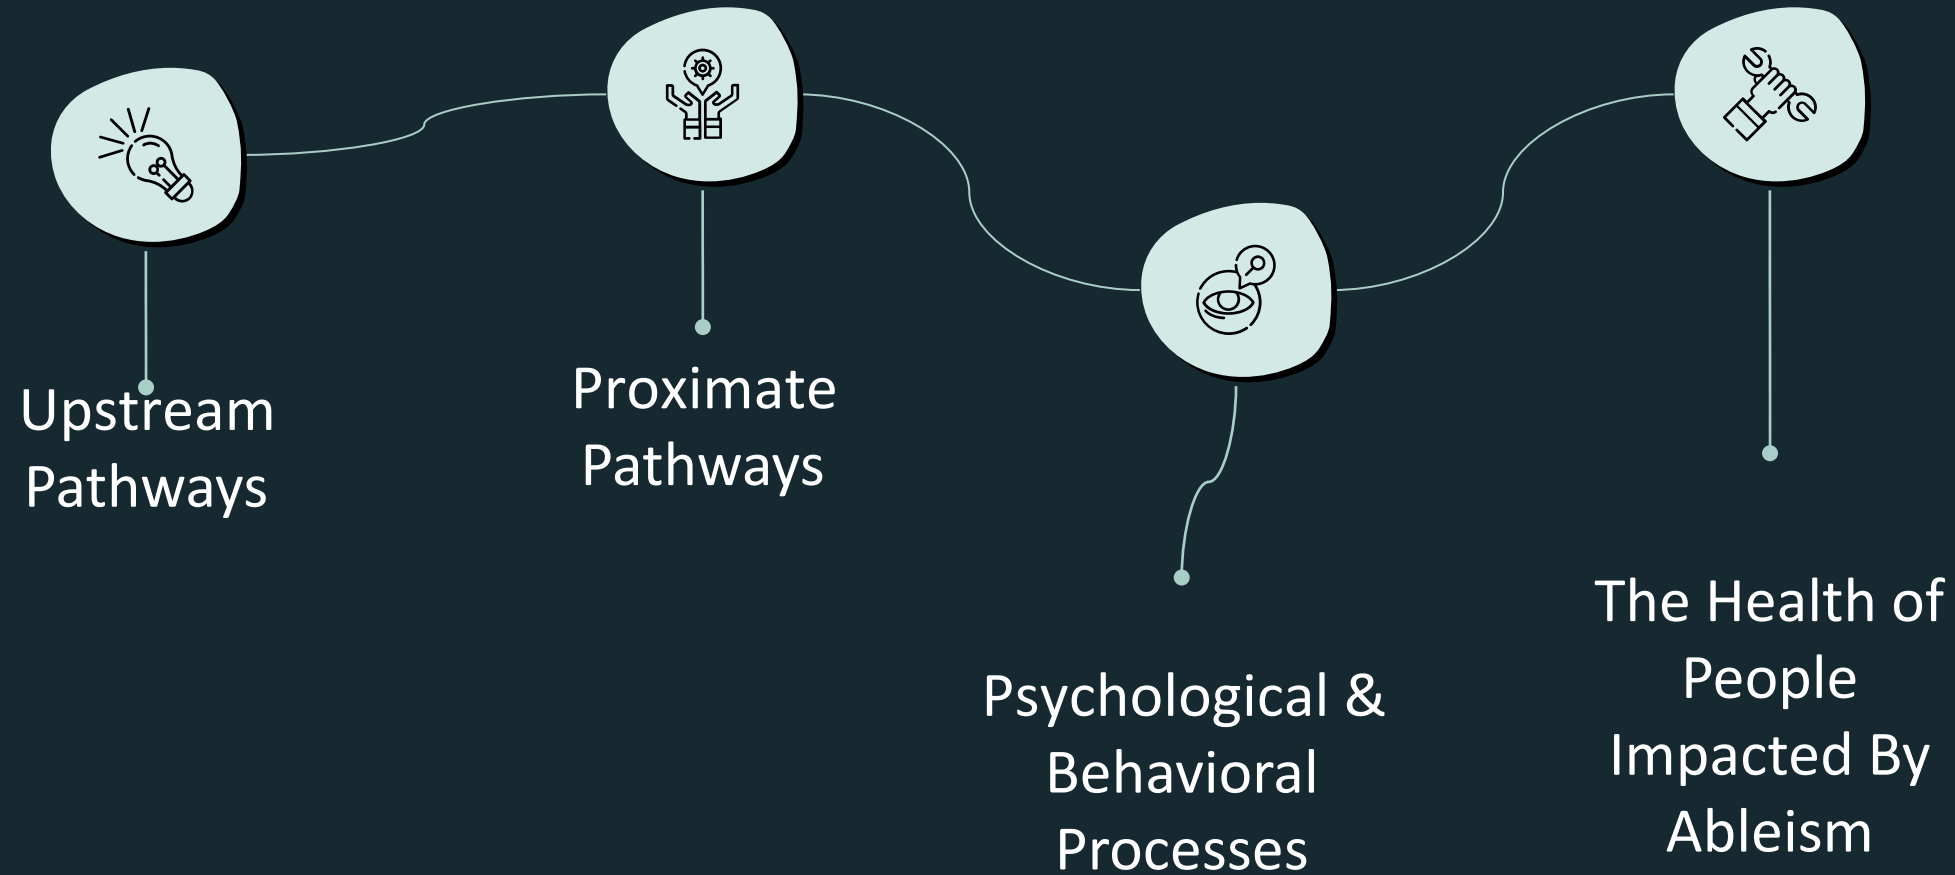 Upstream
Pathways
Proximate
Pathways
Psychological &
Behavioral
Processes
The Health of
People
Impacted By
Ableism